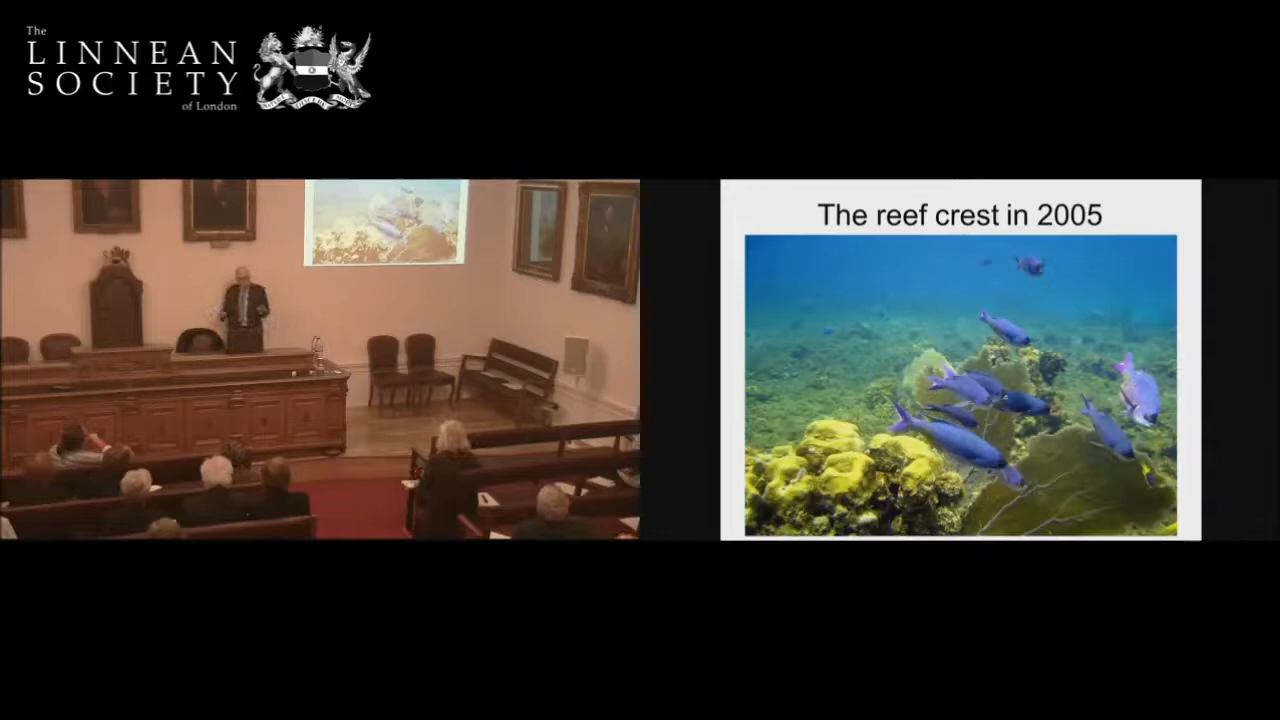 The
LINNEAN
SOCIETY
of London
The reef crest in 2005